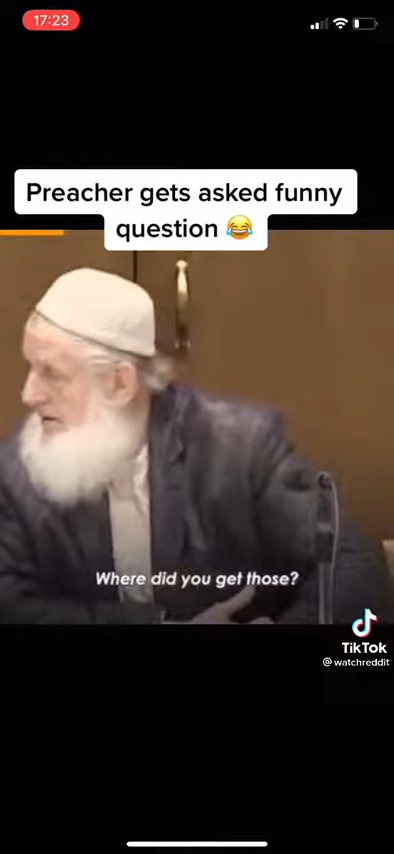 17:23
Preacher gets asked funny
question 😂
Where did you get those?
TikTok
@watchreddit